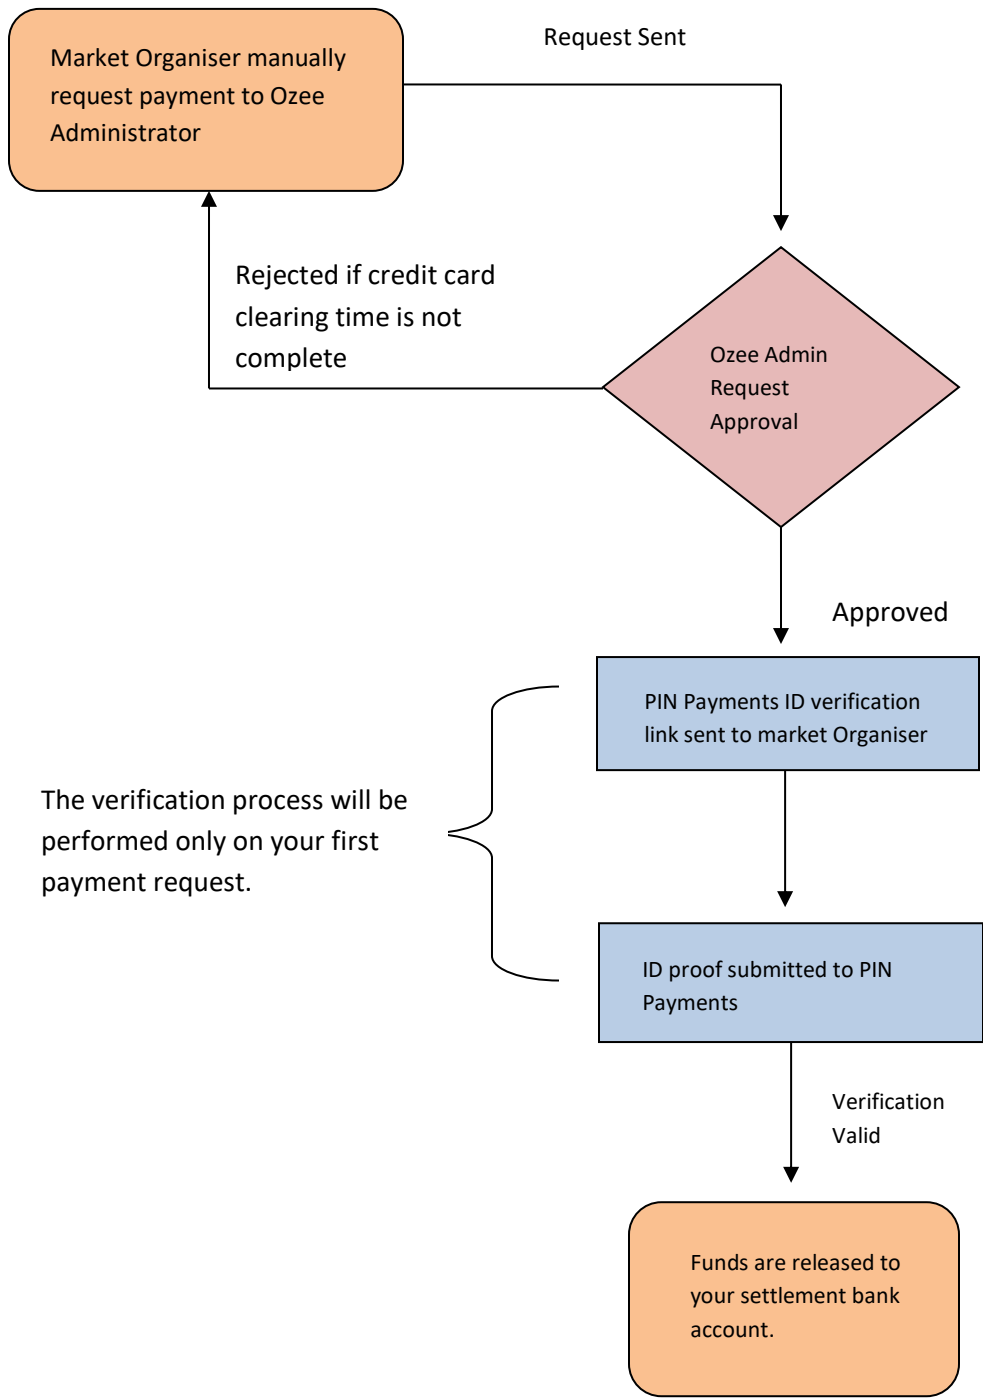 Market Organiser manually
request payment to Ozee
Administrator
Request Sent
Rejected if credit card
clearing time is not
complete
Ozee Admin
Request
Approval
Approved
PIN Payments ID verification
link sent to market Organiser
The verification process will be
performed only on your first
payment request.
ID proof submitted to PIN
Payments
Verification
Valid
Funds are released to
your settlement bank
account.